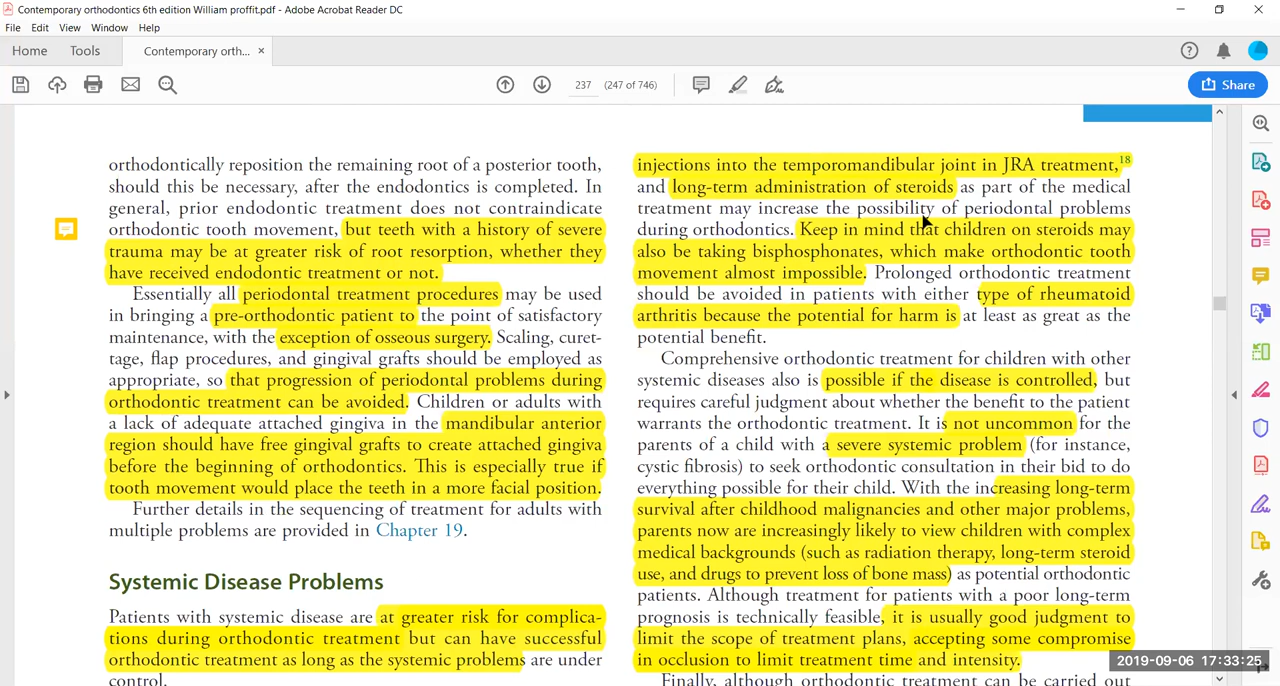 Contemporary orthodontics 6th edition William proffit.pdf - Adobe Acrobat Reader DC
File Edit View Window Help
Home Tools Contemporary orth... ×
237 (247 of 746)
Share
orthodontically reposition the remaining root of a posterior tooth,
should this be necessary, after the endodontics is completed. In
general, prior endodontic treatment does not contraindicate
orthodontic tooth movement, but teeth with a history of severe
trauma may be at greater risk of root resorption, whether they
have received endodontic treatment or not.
Essentially all periodontal treatment procedures may be used
in bringing a pre-orthodontic patient to the point of satisfactory
maintenance, with the exception of osseous surgery. Scaling, curet-
tage, flap procedures, and gingival grafts should be employed as
appropriate, so that progression of periodontal problems during
orthodontic treatment can be avoided. Children or adults with
a lack of adequate attached gingiva in the mandibular anterior
region should have free gingival grafts to create attached gingiva
before the beginning of orthodontics. This is especially true if
tooth movement would place the teeth in a more facial position.
Further details in the sequencing of treatment for adults with
multiple problems are provided in Chapter 19.
Systemic Disease Problems
Patients with systemic disease are at greater risk for complica-
tions during orthodontic treatment but can have successful
orthodontic treatment as long as the systemic problems are under
control.
injections into the temporomandibular joint in JRA treatment,18
and long-term administration of steroids as part of the medical
treatment may increase the possibility of periodontal problems
during orthodontics. Keep in mind that children on steroids may
also be taking bisphosphonates, which make orthodontic tooth
movement almost impossible. Prolonged orthodontic treatment
should be avoided in patients with either type of rheumatoid
arthritis because the potential for harm is at least as great as the
potential benefit.
Comprehensive orthodontic treatment for children with other
systemic diseases also is possible if the disease is controlled, but
requires careful judgment about whether the benefit to the patient
warrants the orthodontic treatment. It is not uncommon for the
parents of a child with a severe systemic problem (for instance,
cystic fibrosis) to seek orthodontic consultation in their bid to do
everything possible for their child. With the increasing long-term
survival after childhood malignancies and other major problems,
parents now are increasingly likely to view children with complex
medical backgrounds (such as radiation therapy, long-term steroid
use, and drugs to prevent loss of bone mass) as potential orthodontic
patients. Although treatment for patients with a poor long-term
prognosis is technically feasible, it is usually good judgment to
limit the scope of treatment plans, accepting some compromise
in occlusion to limit treatment time and intensity.
Finally, although orthodontic treatment can be carried out
2019-09-06 17:33:25